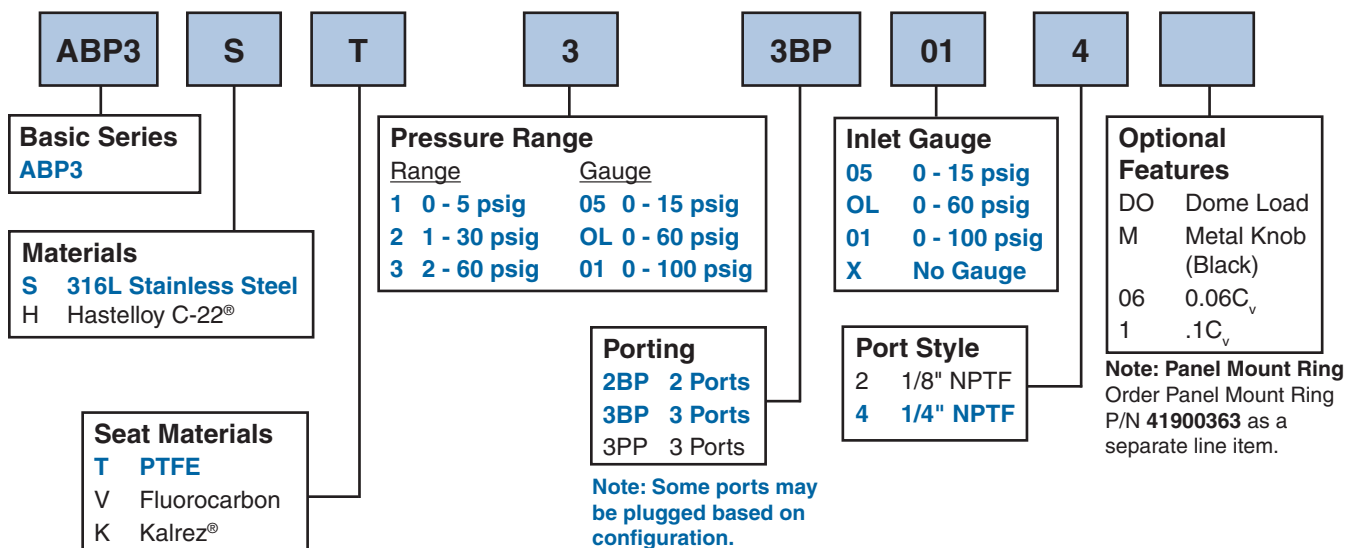 ABP3 S T 3 3BP 01 4
Basic Series
ABP3
Materials
S 316L Stainless Steel
H Hastelloy C-22®
Seat Materials
T PTFE
V Fluorocarbon
K Kalrez®
Pressure Range
Range Gauge
1 0 - 5 psig 05 0 - 15 psig
2 1 - 30 psig OL 0 - 60 psig
3 2 - 60 psig 01 0 - 100 psig
Porting
2BP 2 Ports
3BP 3 Ports
3PP 3 Ports
Note: Some ports may
be plugged based on
configuration.
Inlet Gauge
05 0 - 15 psig
OL 0 - 60 psig
01 0 - 100 psig
X No Gauge
Port Style
2 1/8" NPTF
4 1/4" NPTF
Optional
Features
DO Dome Load
M Metal Knob
(Black)
06 0.06Cv
1 .1Cv
Note: Panel Mount Ring
Order Panel Mount Ring
P/N 41900363 as a
separate line item.